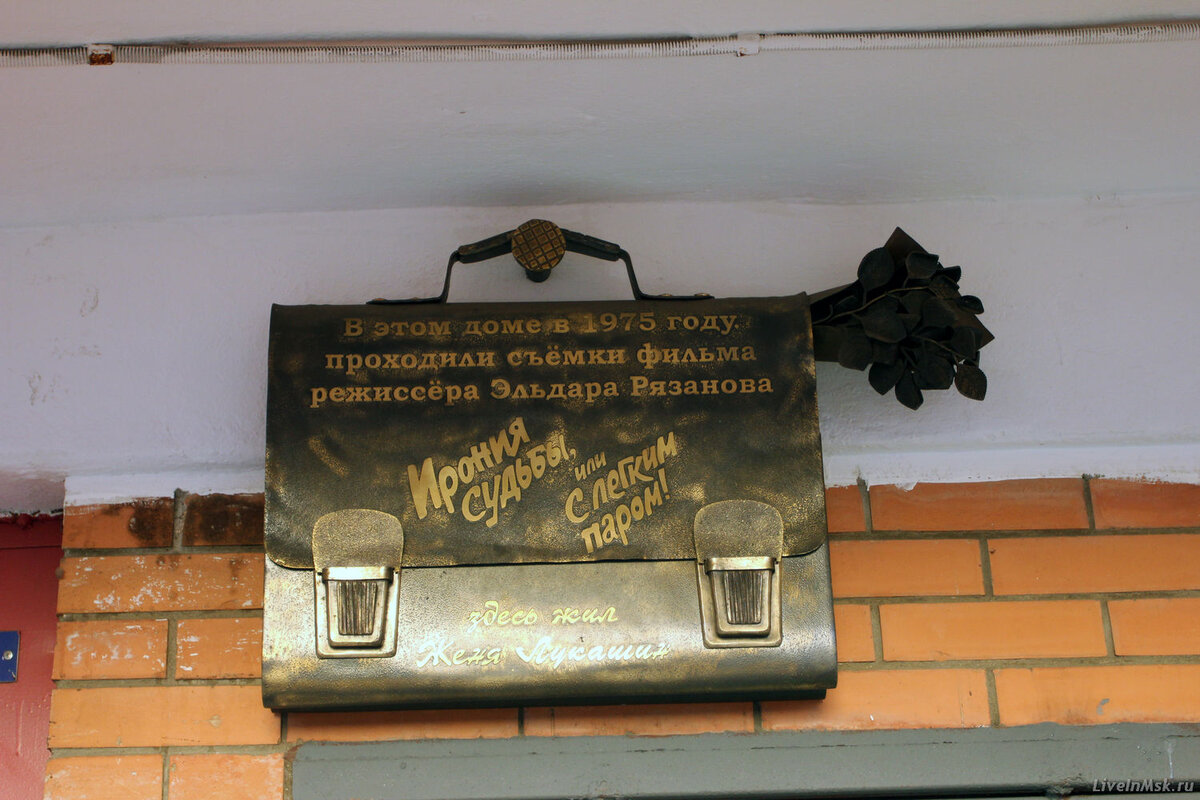 В этом доме в 1975 году
проходили съёмки фильма
режиссёра Эльдара Рязанова
Ирония
судьбы,
или
С легким
паром!
здесь жил
Женя Лукашин
LiveInMsk.ru